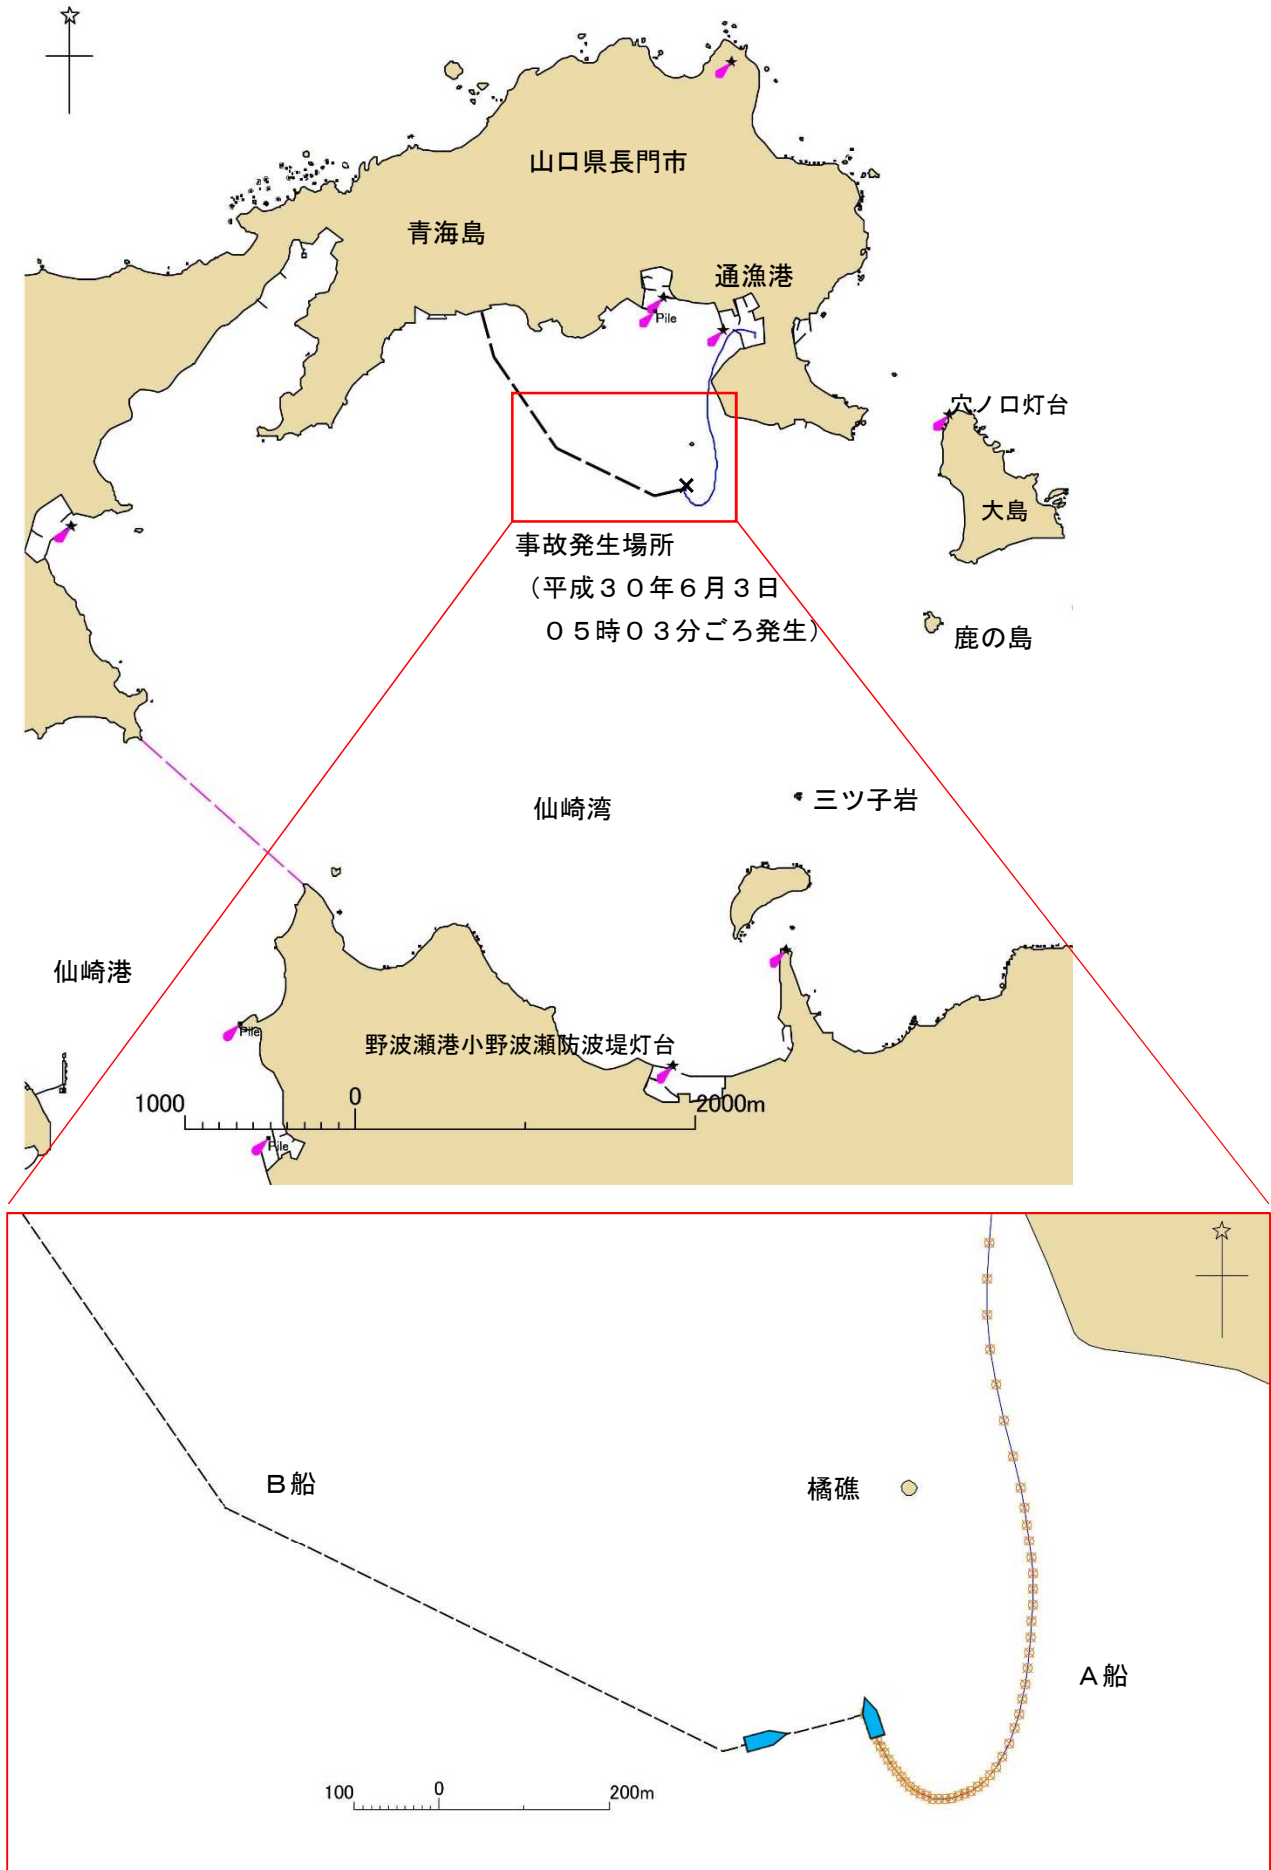 山口県長門市
青海島
通漁港
Pile
穴ノ口灯台
大島
事故発生場所
（平成３０年６月３日
０５時０３分ごろ発生）
鹿の島
三ツ子岩
仙崎湾
仙崎港
Pile
野波瀬港小野波瀬防波堤灯台
1000 0 2000m
Pile
Ｂ船
橘礁
Ａ船
100 0 200m